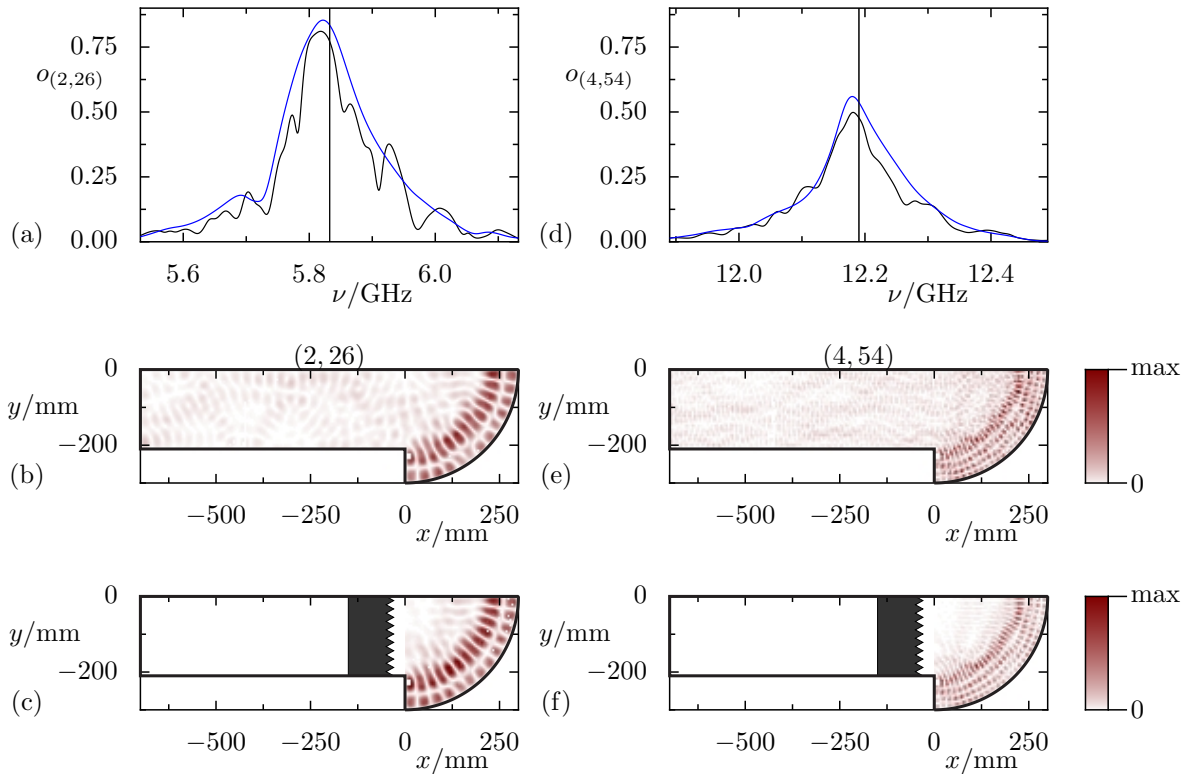 0.75
o(2,26)
0.50
0.25
0.00
(a)
5.6 5.8 6.0
ν/GHz
0.75
o(4,54)
0.50
0.25
0.00
(d)
12.0 12.2 12.4
ν/GHz
(2, 26)
0
y/mm
−200
(b)
−500 −250 0 250
x/mm
(4, 54)
0
y/mm
−200
(e)
−500 −250 0 250
x/mm
max
0
0
y/mm
−200
(c)
−500 −250 0 250
x/mm
0
y/mm
−200
(f)
−500 −250 0 250
x/mm
max
0